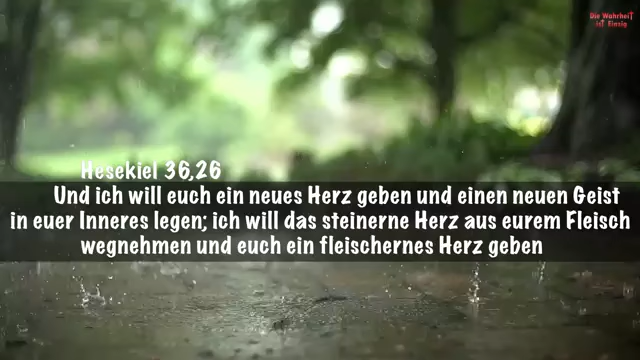 Die Wahrheit
ist Einzig
Hesekiel 36,26
Und ich will euch ein neues Herz geben und einen neuen Geist
in euer Inneres legen; ich will das steinerne Herz aus eurem Fleisch
wegnehmen und euch ein fleischernes Herz geben